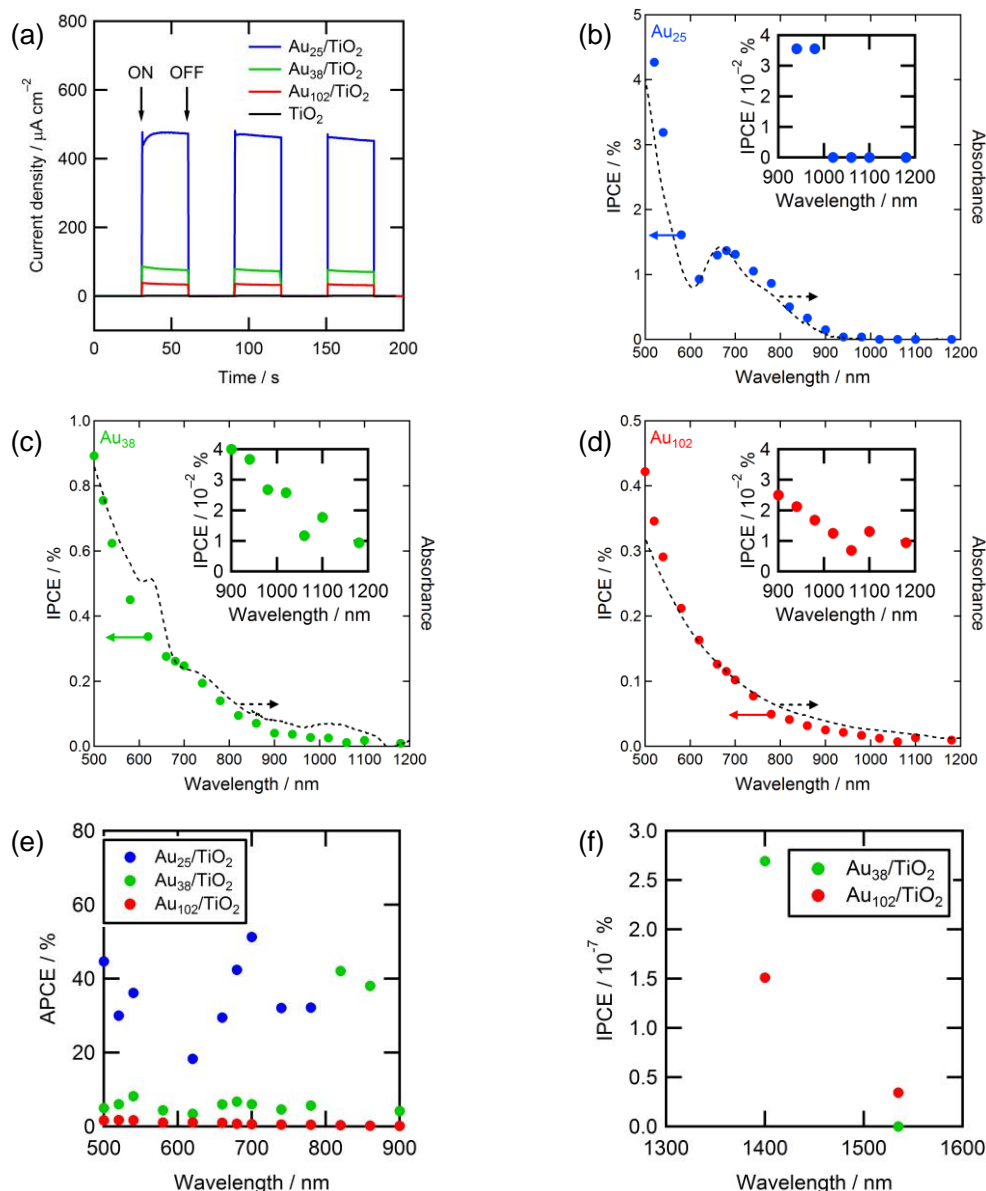 (a)
800
600
400
200
0
Current density / μA cm⁻²
ON OFF
Au₂₅/TiO₂
Au₃₈/TiO₂
Au₁₀₂/TiO₂
TiO₂
0 50 100 150 200
Time / s
(b)
Au₂₅
5
4
3
2
1
0
IPCE / %
Absorbance
500 600 700 800 900 1000 1100 1200
Wavelength / nm
4
3
2
1
0
IPCE / 10⁻² %
900 1000 1100 1200
Wavelength / nm
(c)
Au₃₈
1.0
0.8
0.6
0.4
0.2
0.0
IPCE / %
Absorbance
500 600 700 800 900 1000 1100 1200
Wavelength / nm
4
3
2
1
0
IPCE / 10⁻² %
900 1000 1100 1200
Wavelength / nm
(d)
Au₁₀₂
0.5
0.4
0.3
0.2
0.1
0.0
IPCE / %
Absorbance
500 600 700 800 900 1000 1100 1200
Wavelength / nm
4
3
2
1
0
IPCE / 10⁻² %
900 1000 1100 1200
Wavelength / nm
(e)
80
60
40
20
0
APCE / %
Au₂₅/TiO₂
Au₃₈/TiO₂
Au₁₀₂/TiO₂
500 600 700 800 900
Wavelength / nm
(f)
3.0
2.5
2.0
1.5
1.0
0.5
0.0
IPCE / 10⁻⁷ %
Au₃₈/TiO₂
Au₁₀₂/TiO₂
1300 1400 1500 1600
Wavelength / nm